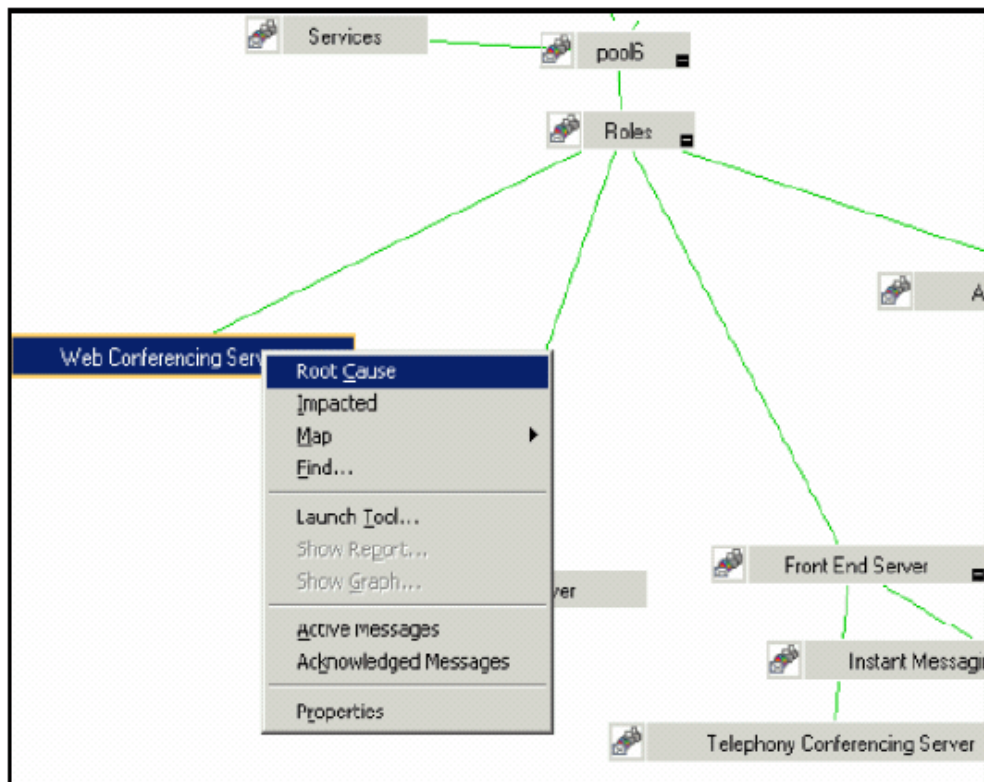 Services
pool6
Roles
A
Web Conferencing Serv
Root Cause
Impacted
Map
Find...
Launch Tool...
Show Report...
Show Graph...
Active Messages
Acknowledged Messages
Properties
ver
Front End Server
Instant Messagin
Telephony Conferencing Server